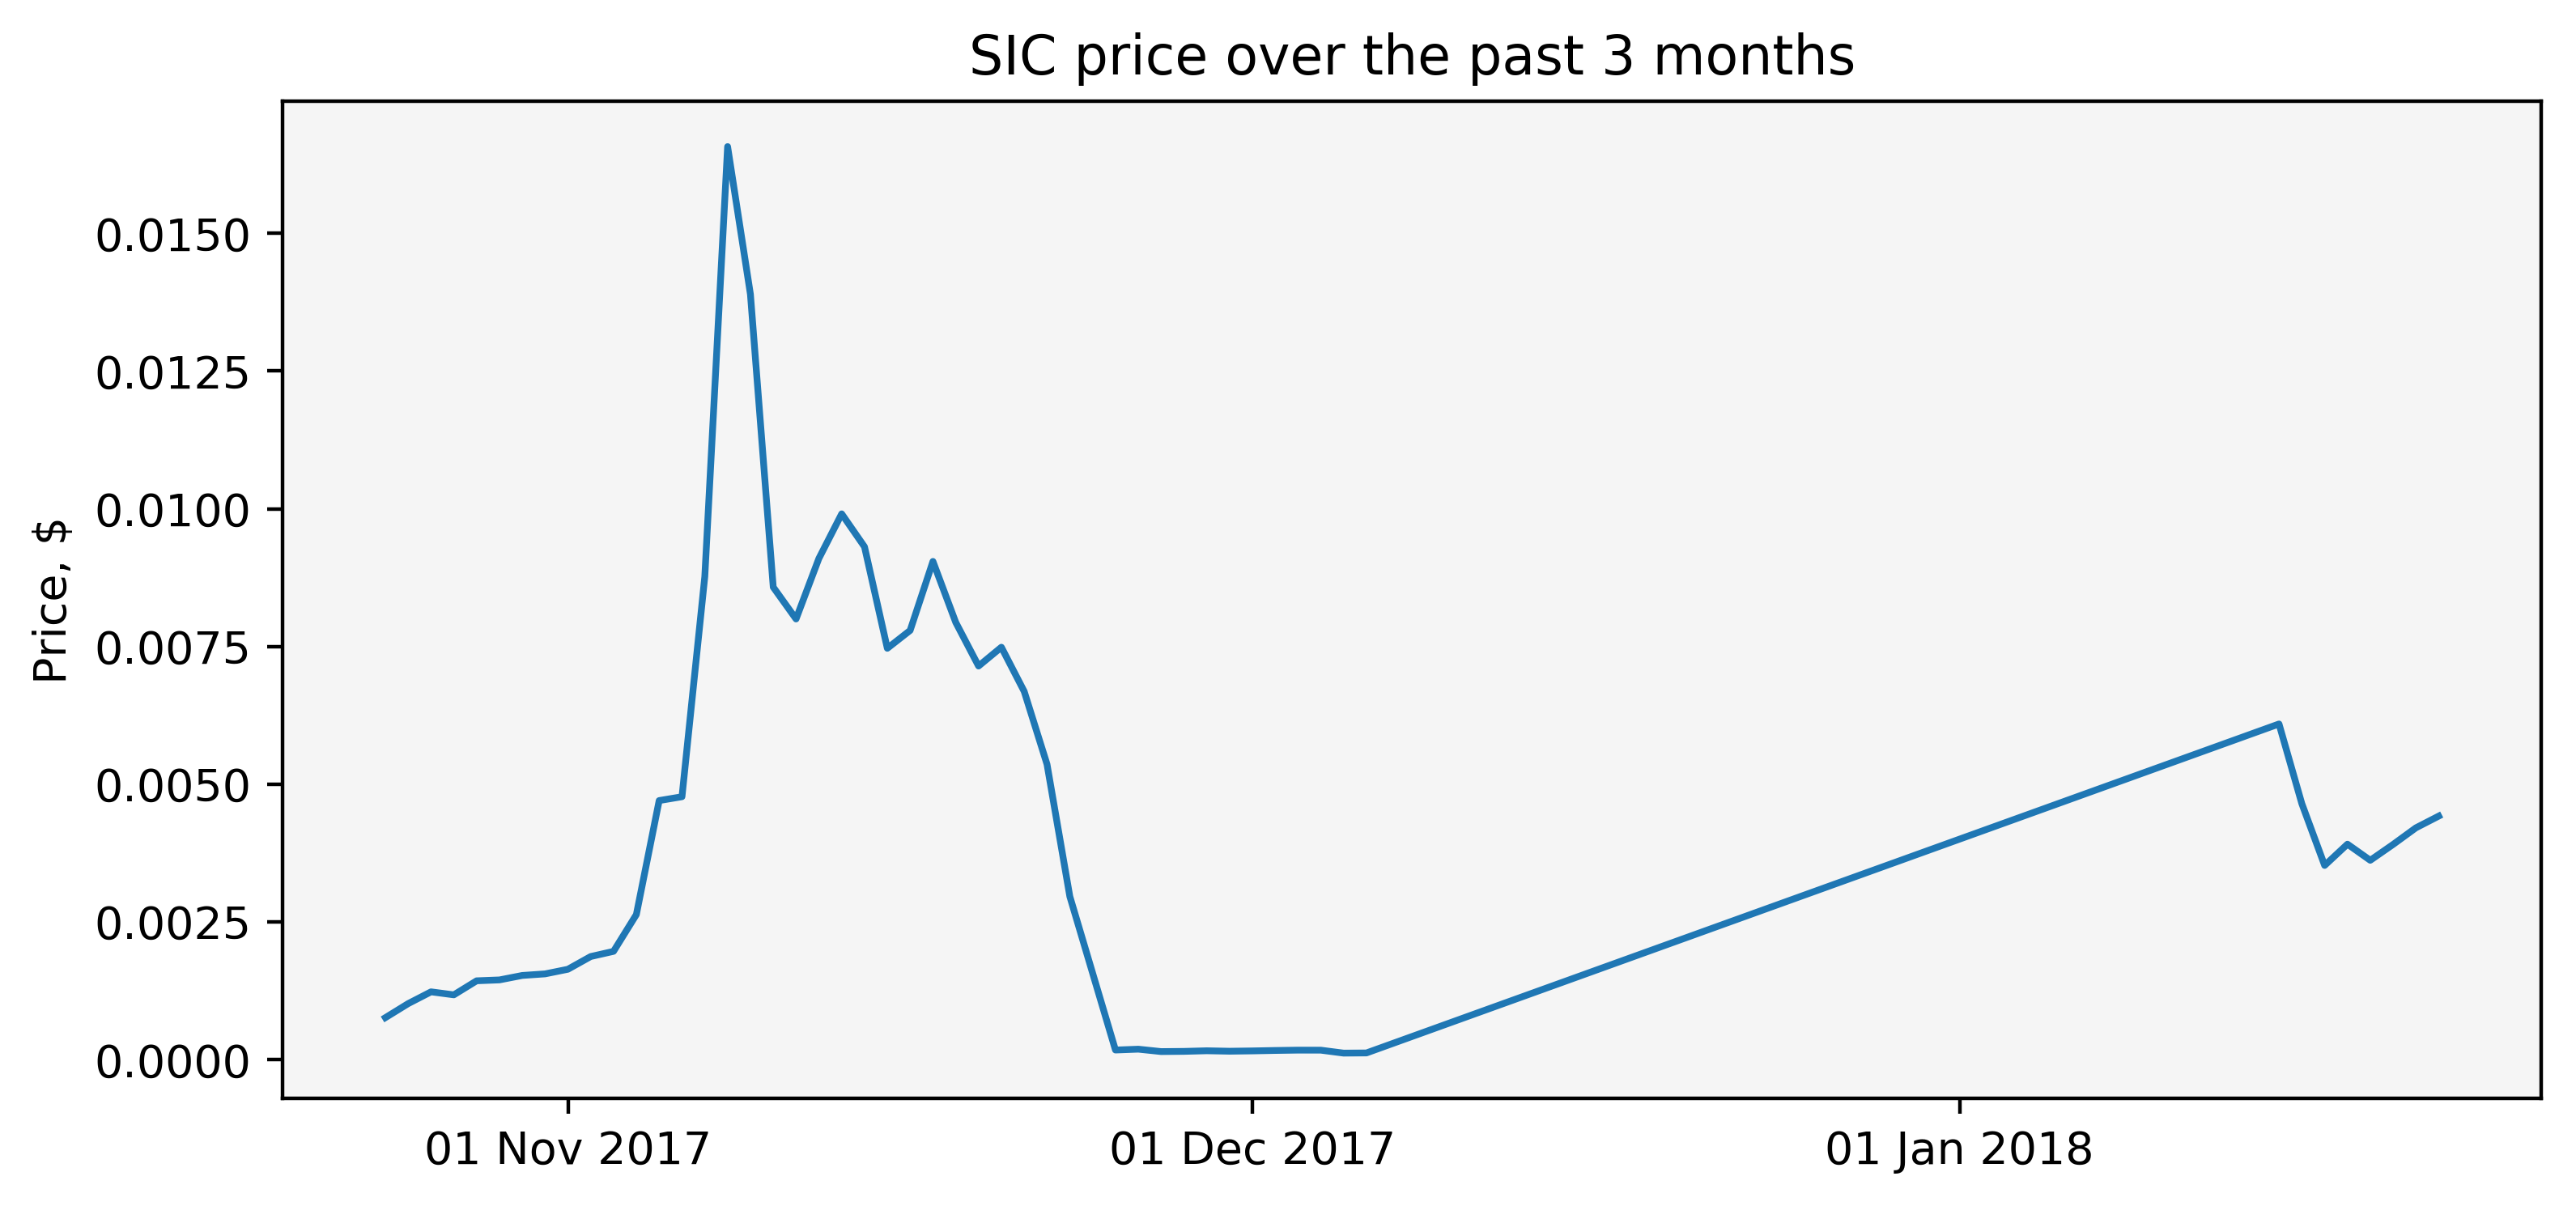 SIC price over the past 3 months
Price, $
0.0150
0.0125
0.0100
0.0075
0.0050
0.0025
0.0000
01 Nov 2017
01 Dec 2017
01 Jan 2018